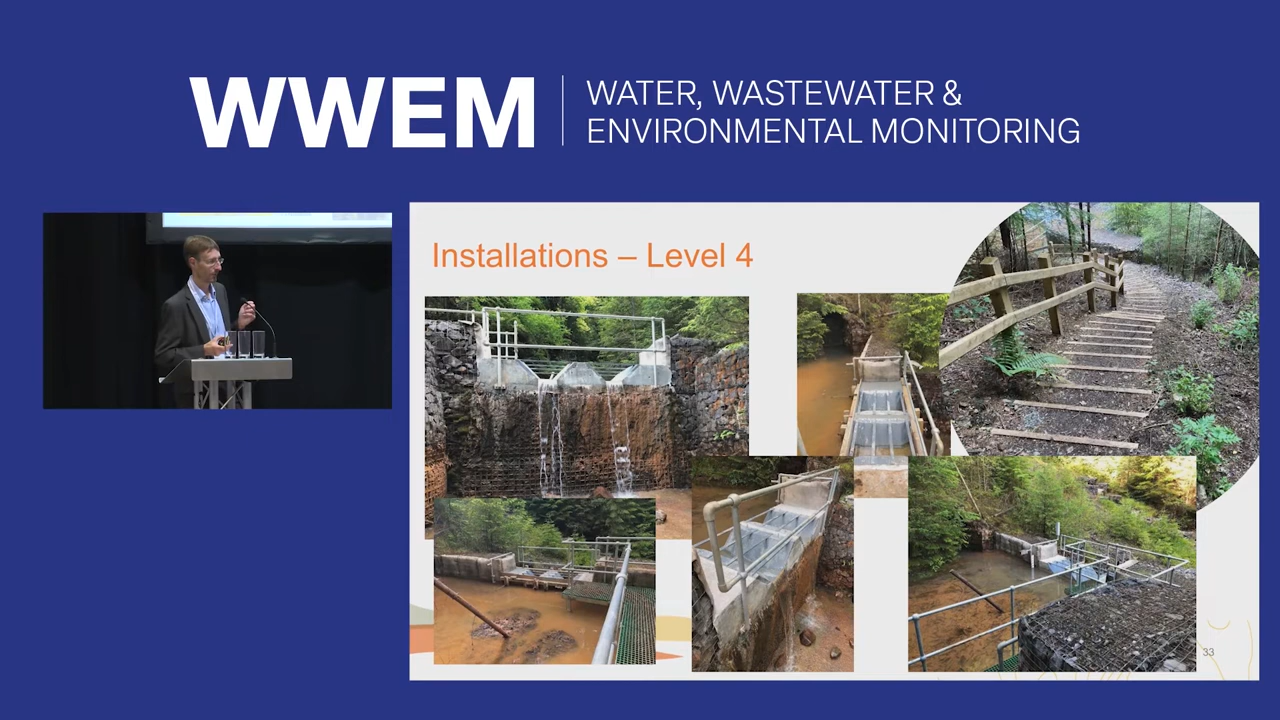 WWEM
WATER, WASTEWATER &
ENVIRONMENTAL MONITORING
Installations – Level 4
33